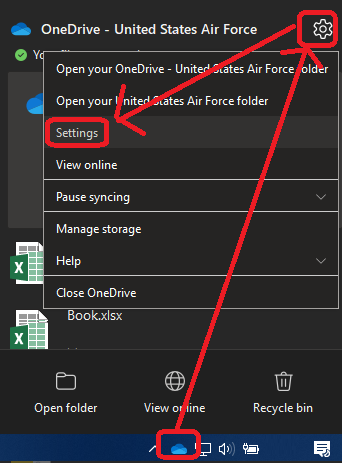 OneDrive - United States Air Force
Open your OneDrive - United States Air Force folder
Open your United States Air Force folder
Settings
View online
Pause syncing
Manage storage
Help
Close OneDrive
Book.xlsx
Open folder
View online
Recycle bin